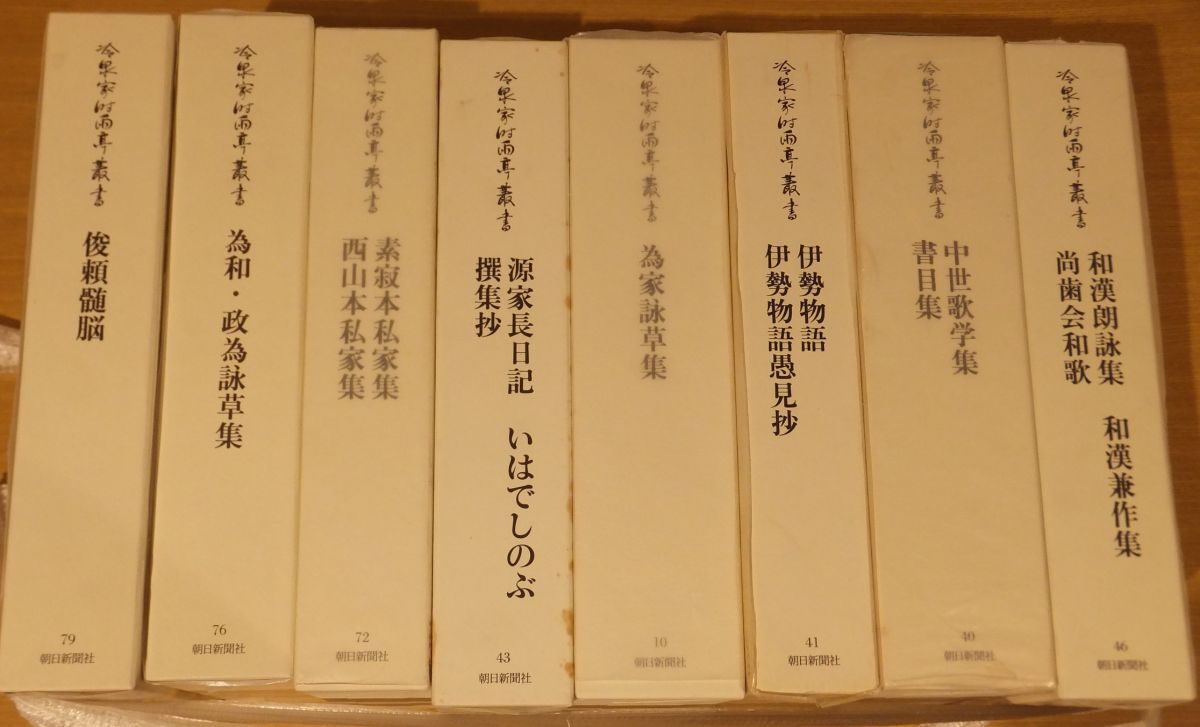 冷泉家時雨亭叢書
俊頼髄脳
79
朝日新聞社
冷泉家時雨亭叢書
為和・政為詠草集
76
朝日新聞社
冷泉家時雨亭叢書
素寂本私家集
西山本私家集
72
朝日新聞社
冷泉家時雨亭叢書
源家長日記 いはでしのぶ
撰集抄
43
朝日新聞社
冷泉家時雨亭叢書
為家詠草集
10
朝日新聞社
冷泉家時雨亭叢書
伊勢物語
伊勢物語愚見抄
41
朝日新聞社
冷泉家時雨亭叢書
中世歌学集
書目集
40
朝日新聞社
冷泉家時雨亭叢書
和漢朗詠集 和漢兼作集
尚歯会和歌
46
朝日新聞社